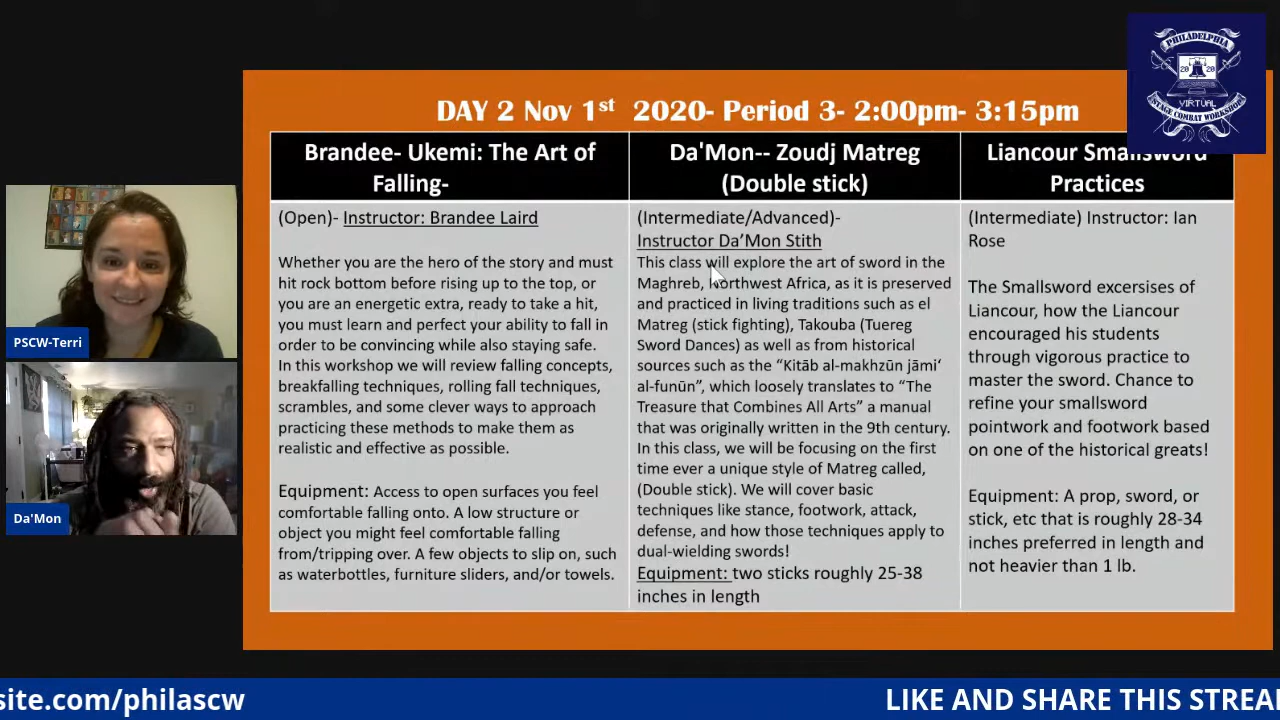 PHILADELPHIA
20 20
VIRTUAL
STAGE COMBAT WORKSHOP
DAY 2 Nov 1st 2020- Period 3- 2:00pm- 3:15pm
Brandee- Ukemi: The Art of
Falling-
(Open)- Instructor: Brandee Laird
Whether you are the hero of the story and must
hit rock bottom before rising up to the top, or
you are an energetic extra, ready to take a hit,
you must learn and perfect your ability to fall in
order to be convincing while also staying safe.
In this workshop we will review falling concepts,
breakfalling techniques, rolling fall techniques,
scrambles, and some clever ways to approach
practicing these methods to make them as
realistic and effective as possible.
Equipment: Access to open surfaces you feel
comfortable falling onto. A low structure or
object you might feel comfortable falling
from/tripping over. A few objects to slip on, such
as waterbottles, furniture sliders, and/or towels.
Da'Mon-- Zoudj Matreg
(Double stick)
(Intermediate/Advanced)-
Instructor Da’Mon Stith
This class will explore the art of sword in the
Maghreb, Northwest Africa, as it is preserved
and practiced in living traditions such as el
Matreg (stick fighting), Takouba (Tuereg
Sword Dances) as well as from historical
sources such as the “Kitāb al-makhzūn jāmi‘
al-funūn”, which loosely translates to “The
Treasure that Combines All Arts” a manual
that was originally written in the 9th century.
In this class, we will be focusing on the first
time ever a unique style of Matreg called,
(Double stick). We will cover basic
techniques like stance, footwork, attack,
defense, and how those techniques apply to
dual-wielding swords!
Equipment: two sticks roughly 25-38
inches in length
Liancour Smallsword
Practices
(Intermediate) Instructor: Ian
Rose
The Smallsword excersises of
Liancour, how the Liancour
encouraged his students
through vigorous practice to
master the sword. Chance to
refine your smallsword
pointwork and footwork based
on one of the historical greats!
Equipment: A prop, sword, or
stick, etc that is roughly 28-34
inches preferred in length and
not heavier than 1 lb.
PSCW-Terri
Da'Mon
site.com/philascw
LIKE AND SHARE THIS STREA